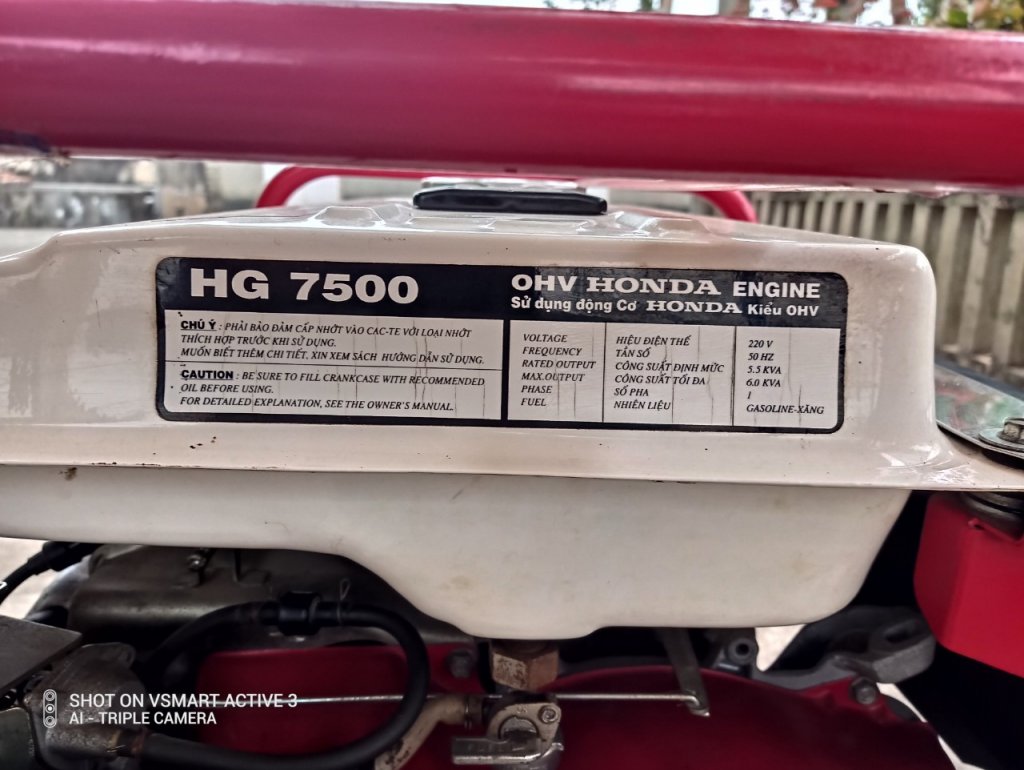 HG 7500
OHV HONDA ENGINE
Sử dụng động Cơ HONDA Kiểu OHV
CHÚ Ý : PHẢI BẢO ĐẢM CẤP NHỚT VÀO CAC-TE VỚI LOẠI NHỚT
THÍCH HỢP TRƯỚC KHI SỬ DỤNG.
MUỐN BIẾT THÊM CHI TIẾT, XIN XEM SÁCH HƯỚNG DẪN SỬ DỤNG.
CAUTION : BE SURE TO FILL CRANKCASE WITH RECOMMENDED
OIL BEFORE USING.
FOR DETAILED EXPLANATION, SEE THE OWNER'S MANUAL.
VOLTAGE HIỆU ĐIỆN THẾ 220 V
FREQUENCY TẦN SỐ 50 HZ
RATED OUTPUT CÔNG SUẤT ĐỊNH MỨC 5.5 KVA
MAX.OUTPUT CÔNG SUẤT TỐI ĐA 6.0 KVA
PHASE SỐ PHA 1
FUEL NHIÊN LIỆU GASOLINE-XĂNG
SHOT ON VSMART ACTIVE 3
AI - TRIPLE CAMERA